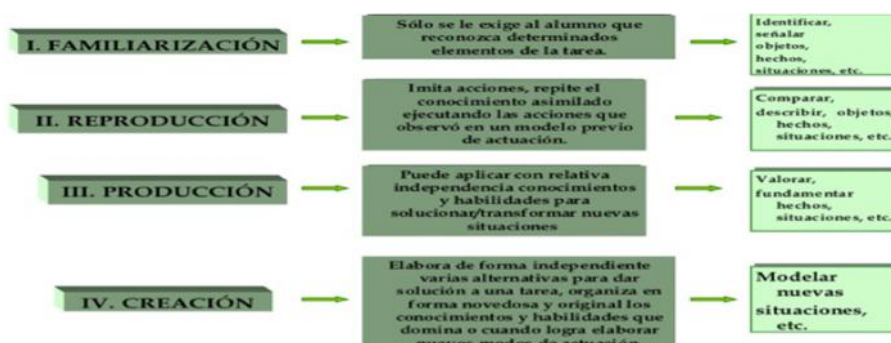 I. FAMILIARIZACIÓN
Sólo se le exige al alumno que
reconozca determinados
elementos de la tarea.
Identificar,
señalar
objetos,
hechos,
situaciones, etc.
II. REPRODUCCIÓN
Imita acciones, repite el
conocimiento asimilado
ejecutando las acciones que
observó en un modelo previo
de actuación.
Comparar,
describir, objetos,
hechos,
situaciones, etc.
III. PRODUCCIÓN
Puede aplicar con relativa
independencia conocimientos
y habilidades para
solucionar/transformar nuevas
situaciones
Valorar,
fundamentar
hechos,
situaciones, etc.
IV. CREACIÓN
Elabora de forma independiente
varias alternativas para dar
solución a una tarea, organiza en
forma novedosa y original los
conocimientos y habilidades que
domina o cuando logra elaborar
nuevos modos de actuación
Modelar
nuevas
situaciones,
etc.